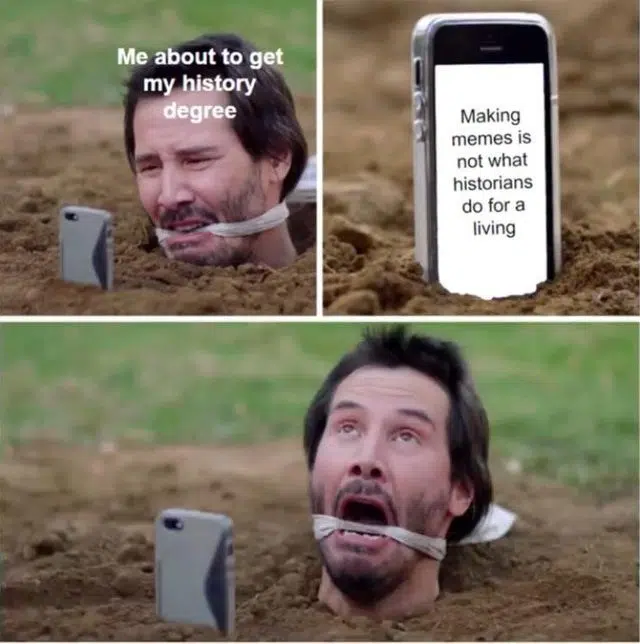 Me about to get
my history
degree
Making
memes is
not what
historians
do for a
living